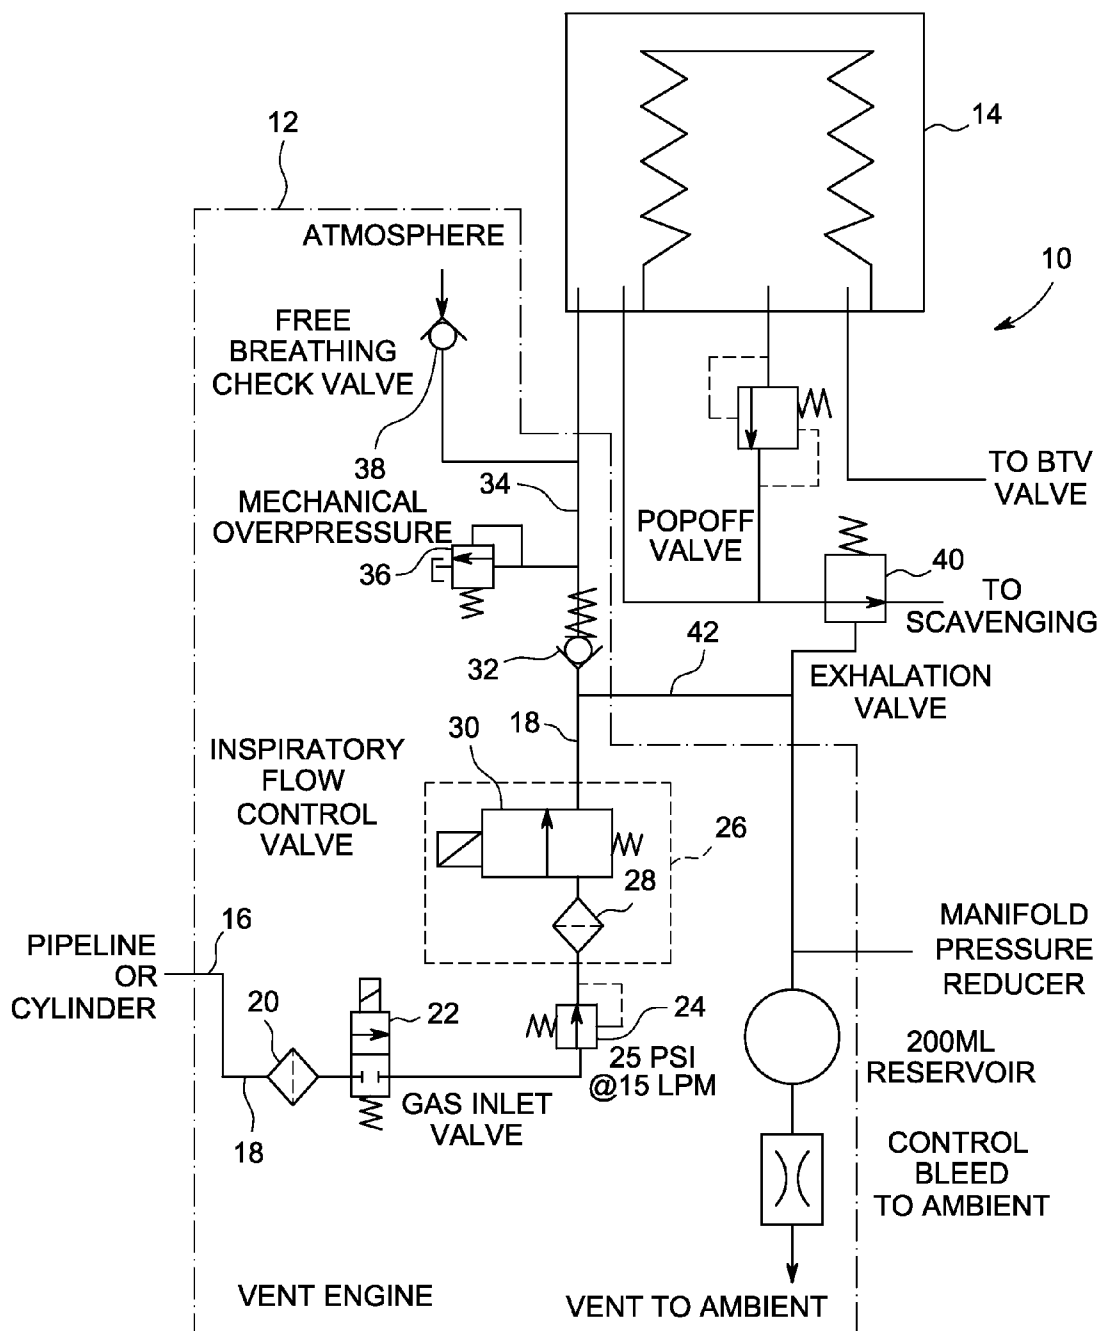 14
12
ATMOSPHERE
10
FREE
BREATHING
CHECK VALVE
38
34
TO BTV
VALVE
MECHANICAL
OVERPRESSURE
36
POPOFF
VALVE
40
TO
SCAVENGING
32
42
EXHALATION
VALVE
18
30
INSPIRATORY
FLOW
CONTROL
VALVE
26
28
16
PIPELINE
OR
CYLINDER
MANIFOLD
PRESSURE
REDUCER
20
22
24
25 PSI
@15 LPM
200ML
RESERVOIR
18
GAS INLET
VALVE
CONTROL
BLEED
TO AMBIENT
VENT ENGINE
VENT TO AMBIENT